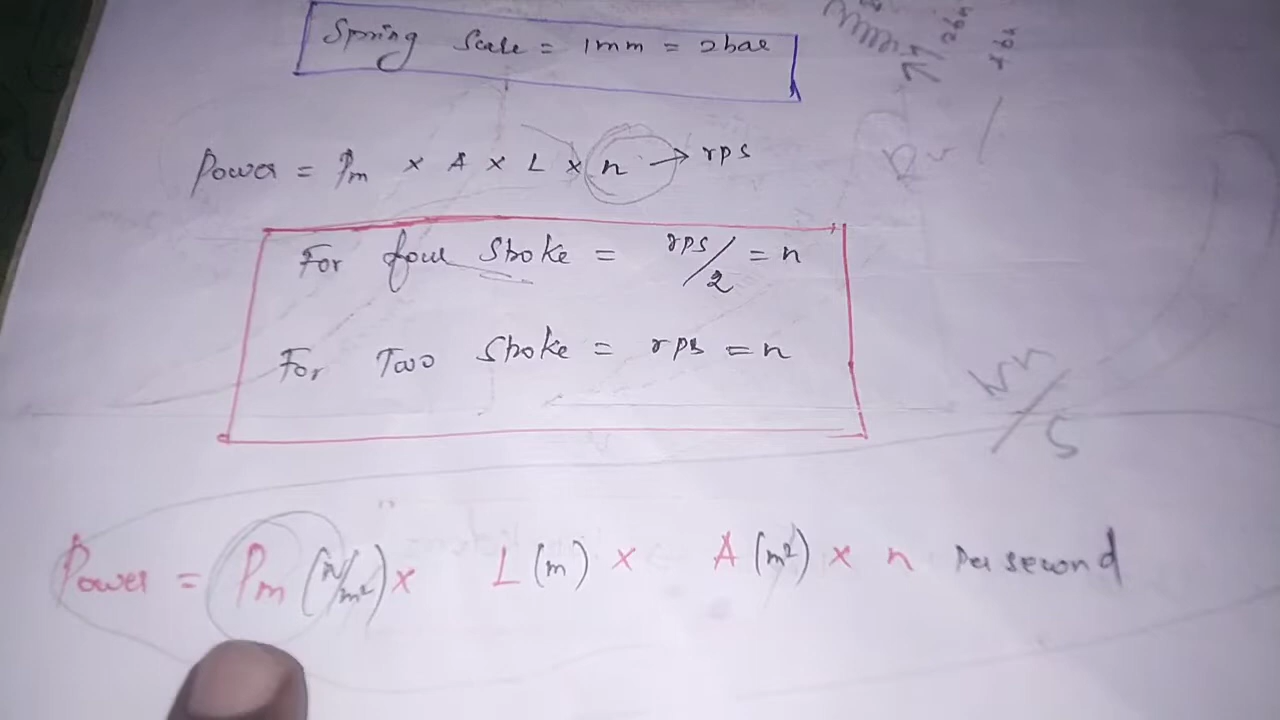 Spring Scale = 1mm = 2bar
Power = Pm × A × L × n → rps
For four Stroke = rps/2 = n
For Two Stroke = rps = n
Nm/S
Power = Pm (N/m²) × L (m) × A (m²) × n Per second